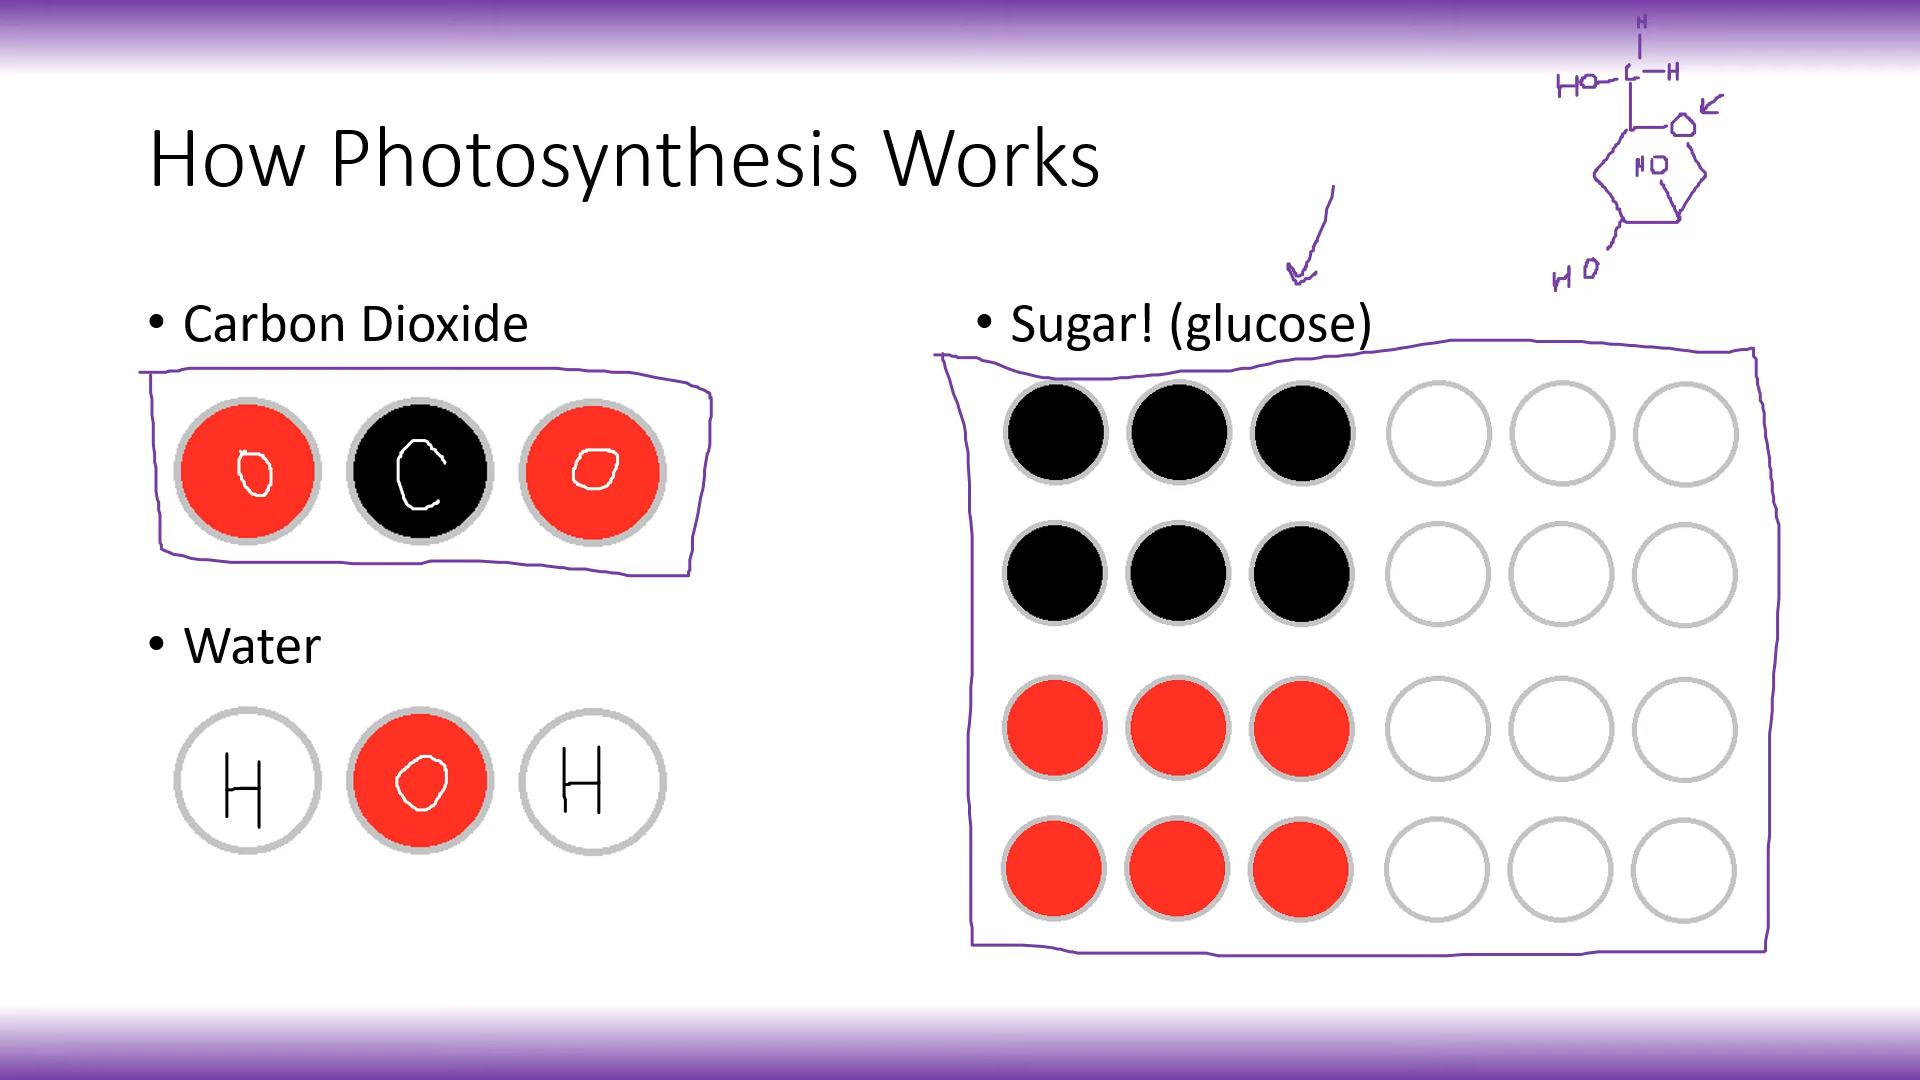 How Photosynthesis Works
H
HO C H
O
HO
HO
• Carbon Dioxide
O C O
• Water
H O H
• Sugar! (glucose)